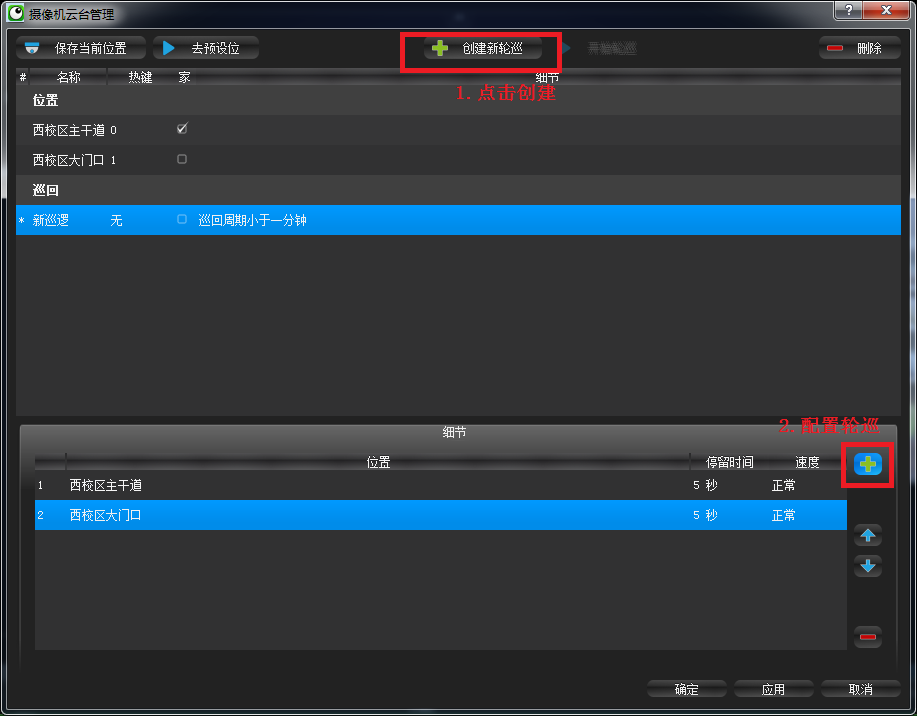 摄像机云台管理
保存当前位置 去预设位 创建新轮巡 开始轮巡 删除
# 名称 热键 家 细节
1. 点击创建
位置
西校区主干道 0
西校区大门口 1
巡回
* 新巡逻 无 巡回周期小于一分钟
2. 配置轮巡
细节
位置 停留时间 速度
1 西校区主干道 5 秒 正常
2 西校区大门口 5 秒 正常
确定 应用 取消